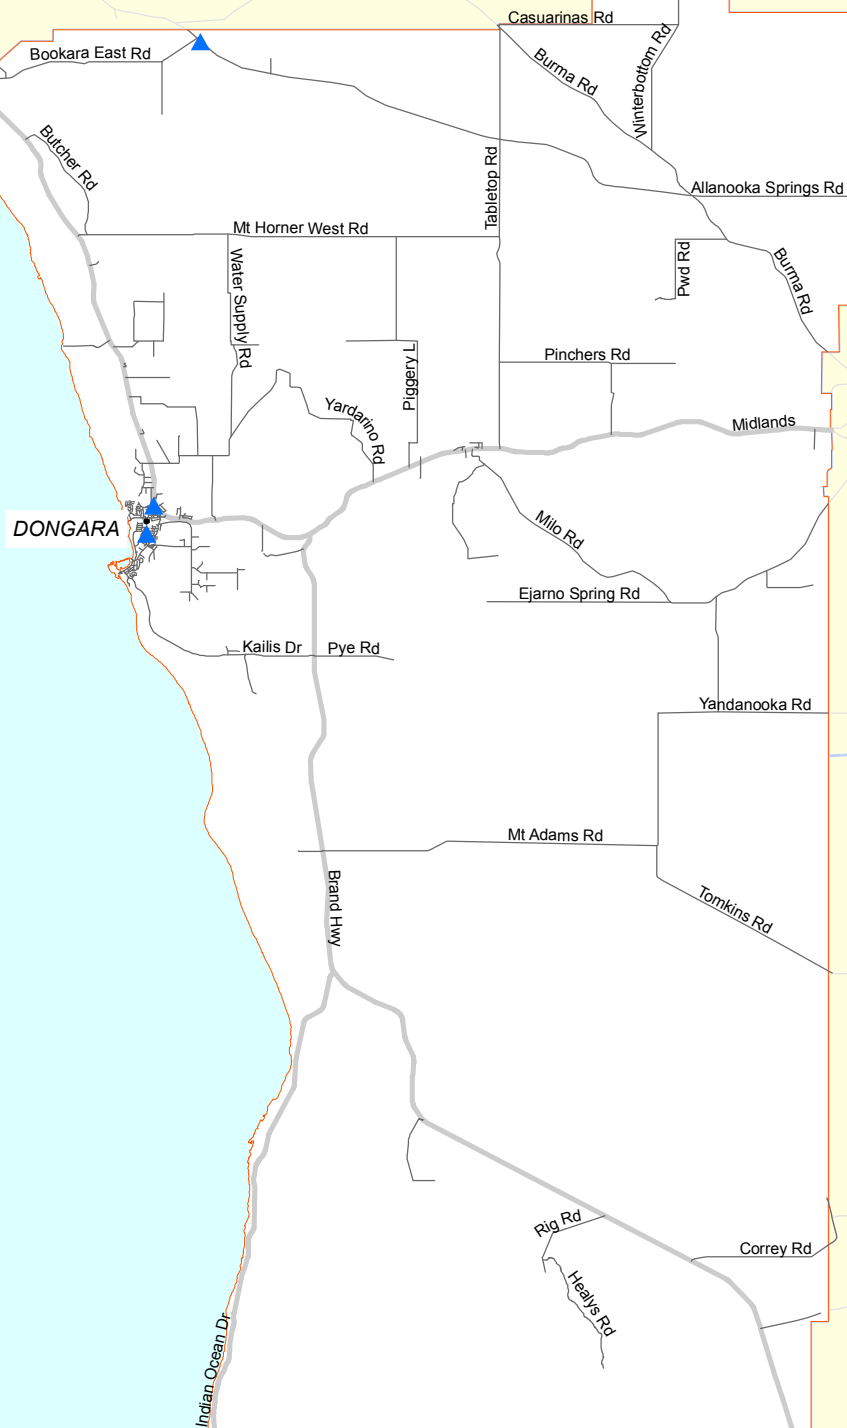 Casuarinas Rd
Bookara East Rd
Burma Rd
Winterbottom Rd
Butcher Rd
Tabletop Rd
Allanooka Springs Rd
Mt Horner West Rd
Water Supply Rd
Pwd Rd
Burma Rd
Pinchers Rd
Piggery L
Yardarino Rd
Midlands
DONGARA
Milo Rd
Ejarno Spring Rd
Kailis Dr
Pye Rd
Yandanooka Rd
Mt Adams Rd
Brand Hwy
Tomkins Rd
Rig Rd
Correy Rd
Healys Rd
Indian Ocean Dr